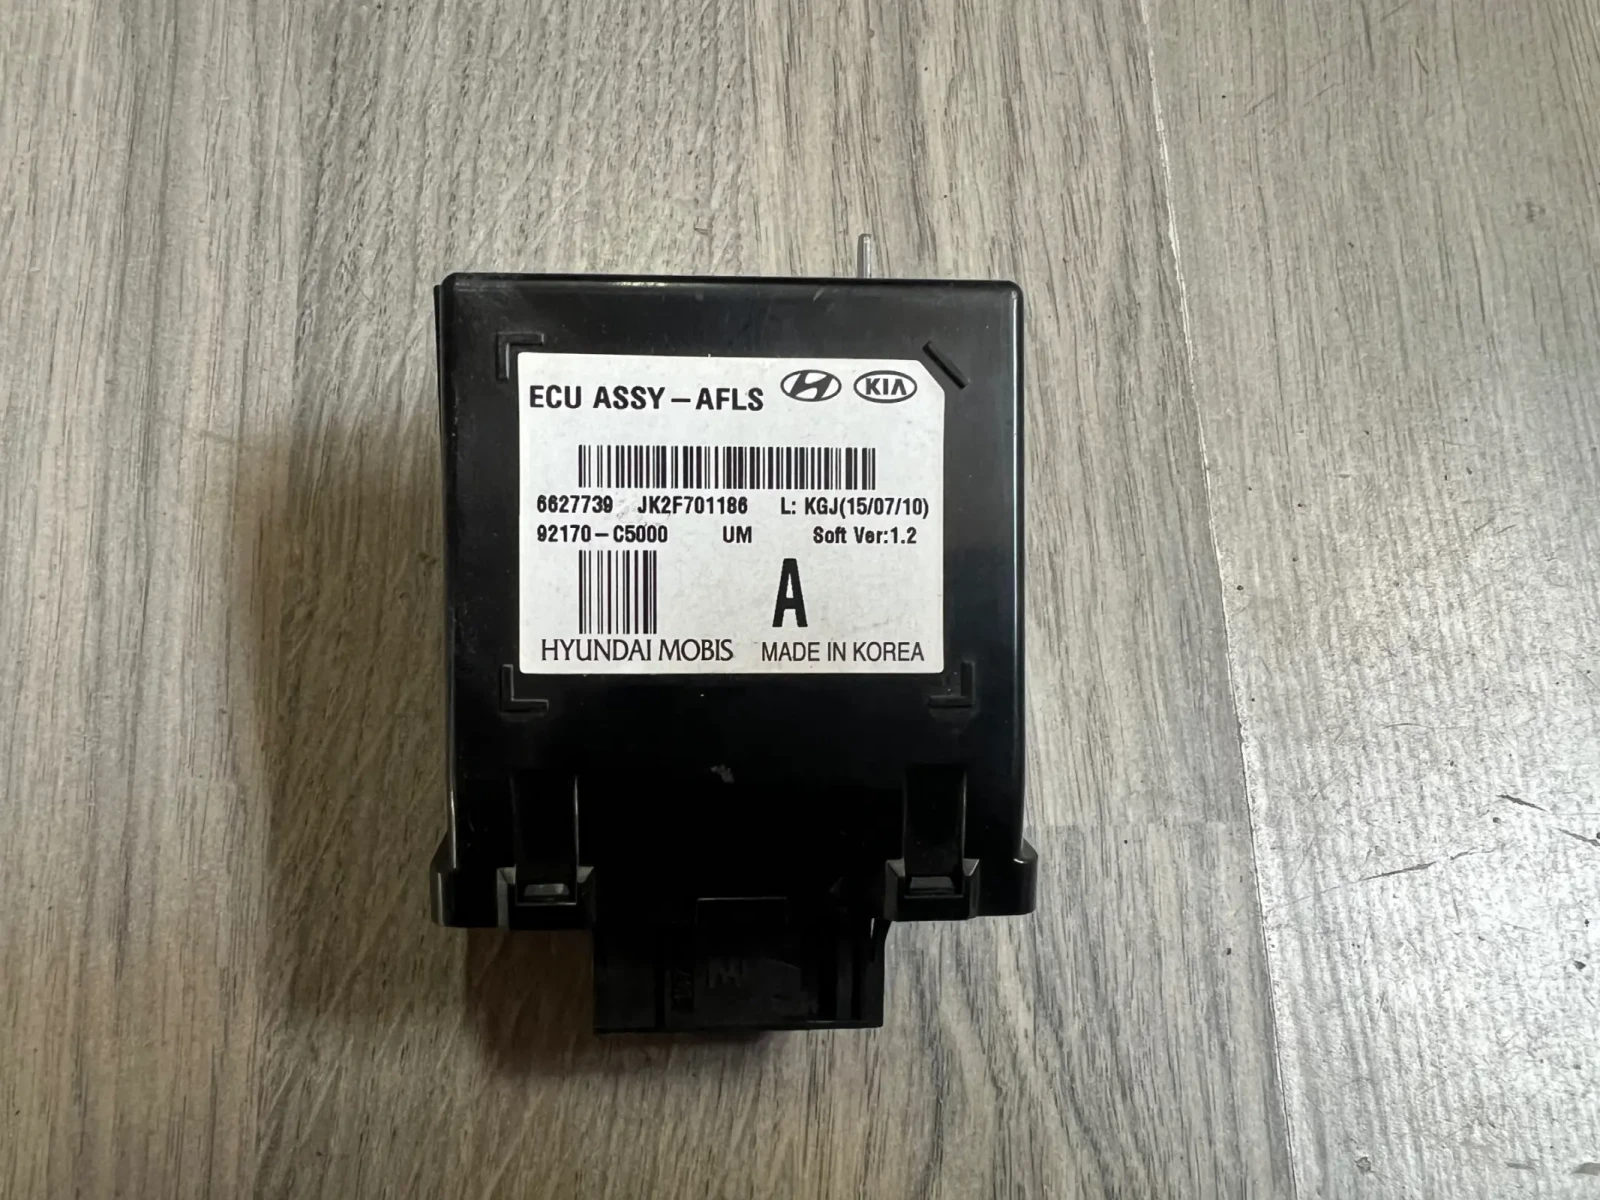 ECU ASSY-AFLS KIA
6627739 JK2F701186 L: KGJ(15/07/10)
92170-C5000 UM Soft Ver:1.2
A
HYUNDAI MOBIS MADE IN KOREA